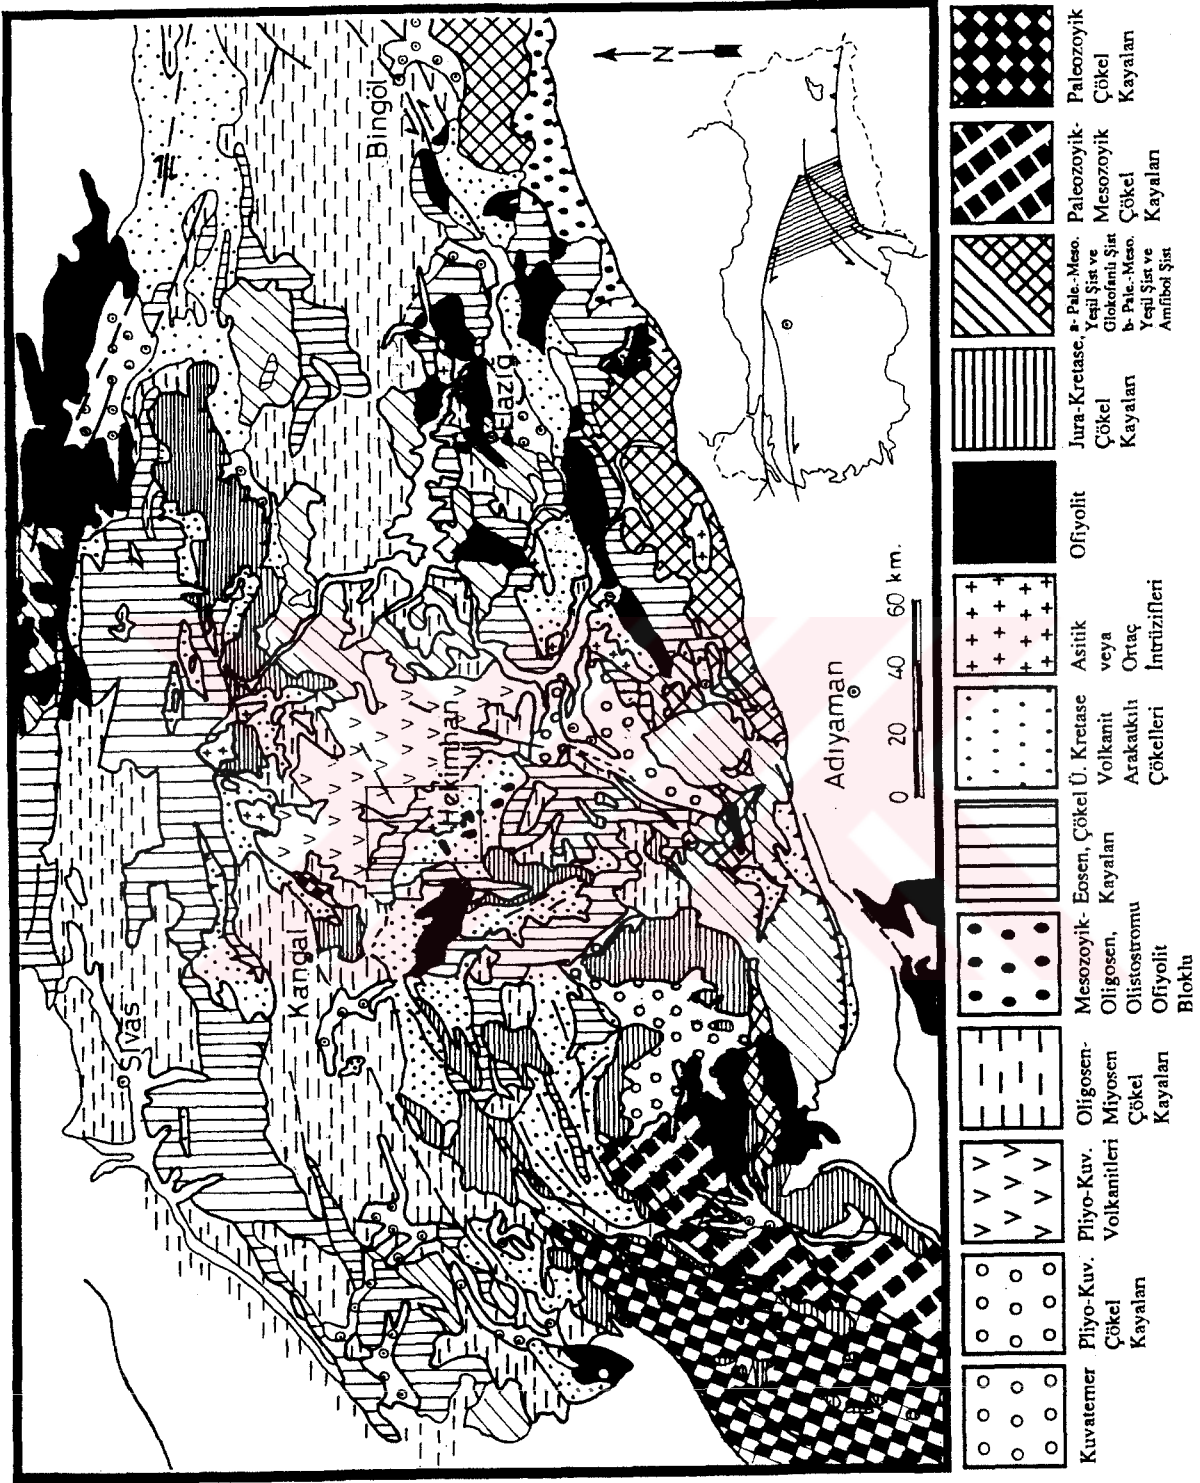 Bingöl
N
Elazığ
Sivas
Kangal
Hekimhan
Adıyaman
0 20 40 60 km.
Kuvaterner
Pliyo-Kuv.
Çökel
Kayaları
Pliyo-Kuv.
Volkanitleri
Oligosen-
Miyosen
Çökel
Kayaları
Mesozoyik-
Oligosen,
Olistostromu
Ofiyolit
Bloklu
Eosen, Çökel
Kayaları
Ü. Kretase
Volkanit
Arakatkılı
Çökelleri
Asitik
veya
Ortaç
İntrüzifleri
Ofiyolit
Jura-Kretase,
Çökel
Kayaları
a- Pale.-Meso.
Yeşil Şist ve
Glokofanlı Şist
b- Pale.-Meso.
Yeşil Şist ve
Amfibol Şist
Paleozoyik-
Mesozoyik
Çökel
Kayaları
Paleozoyik
Çökel
Kayaları